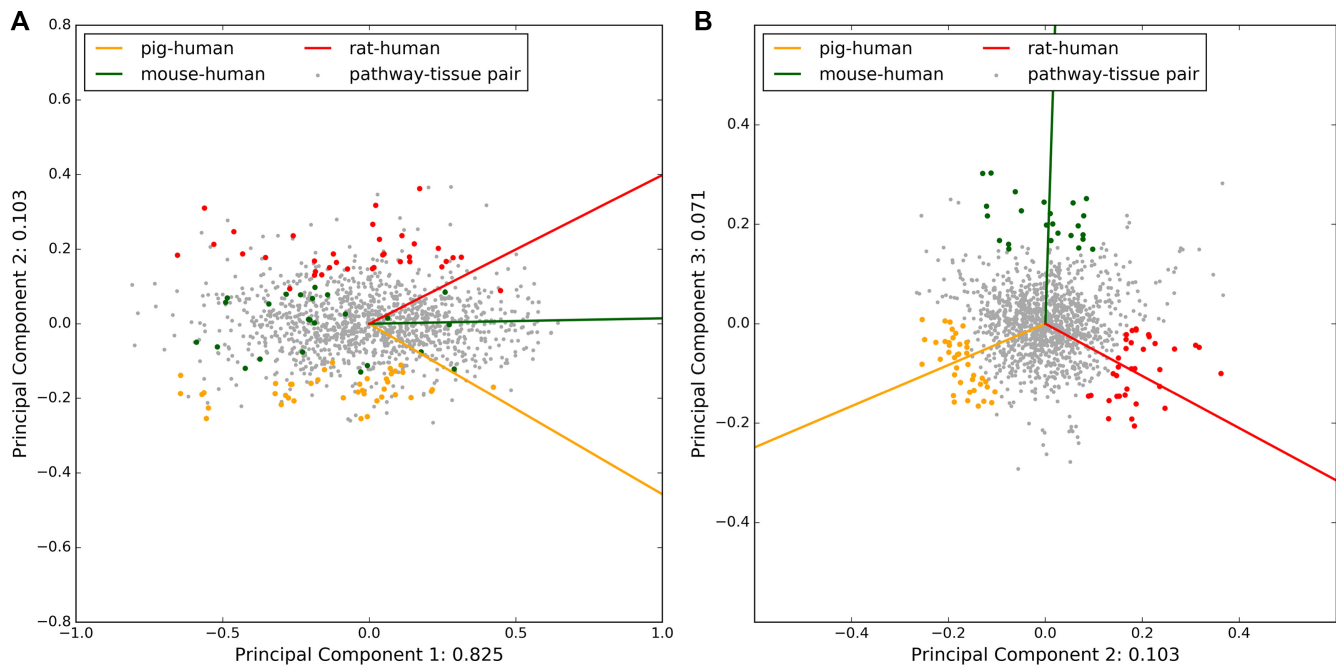 A
pig-human
rat-human
mouse-human
pathway-tissue pair
0.8
0.6
0.4
0.2
0.0
−0.2
−0.4
−0.6
−0.8
Principal Component 2: 0.103
−1.0
−0.5
0.0
0.5
1.0
Principal Component 1: 0.825
B
pig-human
rat-human
mouse-human
pathway-tissue pair
0.4
0.2
0.0
−0.2
−0.4
Principal Component 3: 0.071
−0.4
−0.2
0.0
0.2
0.4
Principal Component 2: 0.103